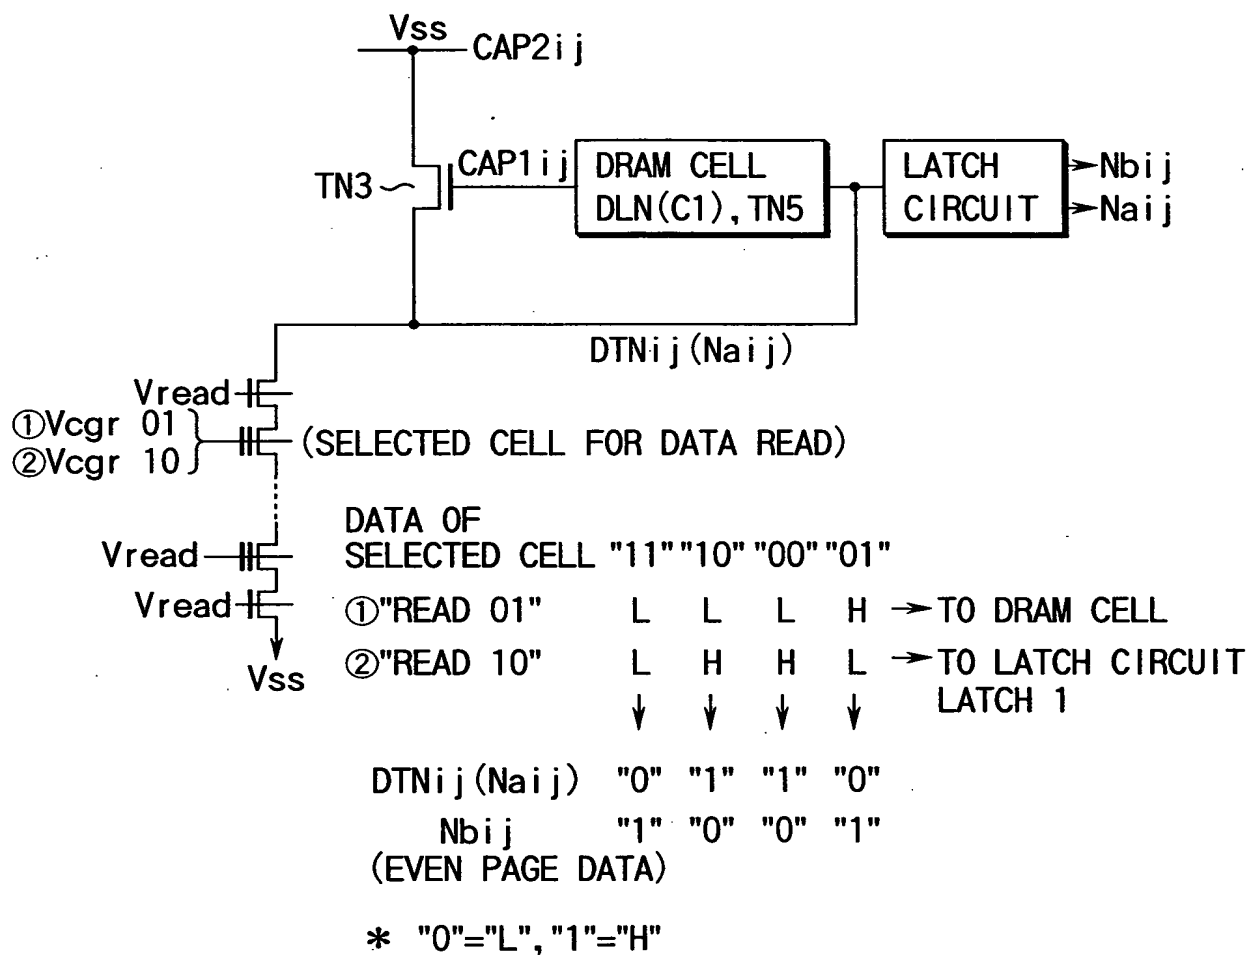 Vss
CAP2ij
TN3
CAP1ij
DRAM CELL
DLN(C1), TN5
LATCH
CIRCUIT
Nbij
Naij
DTNij(Naij)
Vread
①Vcgr 01
②Vcgr 10
(SELECTED CELL FOR DATA READ)
Vread
Vread
Vss
DATA OF
SELECTED CELL "11" "10" "00" "01"
①"READ 01" L L L H → TO DRAM CELL
②"READ 10" L H H L → TO LATCH CIRCUIT
LATCH 1
DTNij(Naij) "0" "1" "1" "0"
Nbij "1" "0" "0" "1"
(EVEN PAGE DATA)
* "0"="L", "1"="H"